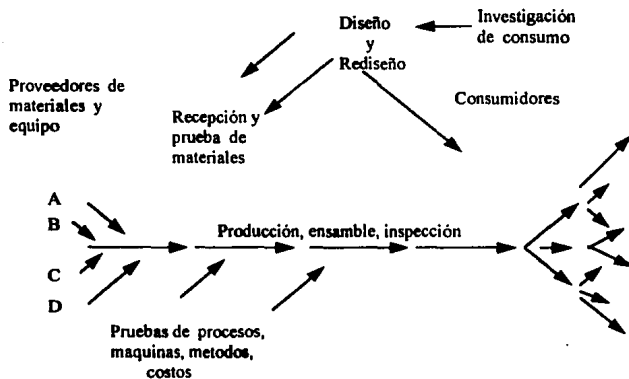 Diseño
y
Rediseño
Investigación
de consumo
Proveedores de
materiales y
equipo
Recepción y
prueba de
materiales
Consumidores
A
B
C
D
Producción, ensamble, inspección
Pruebas de procesos,
maquinas, metodos,
costos